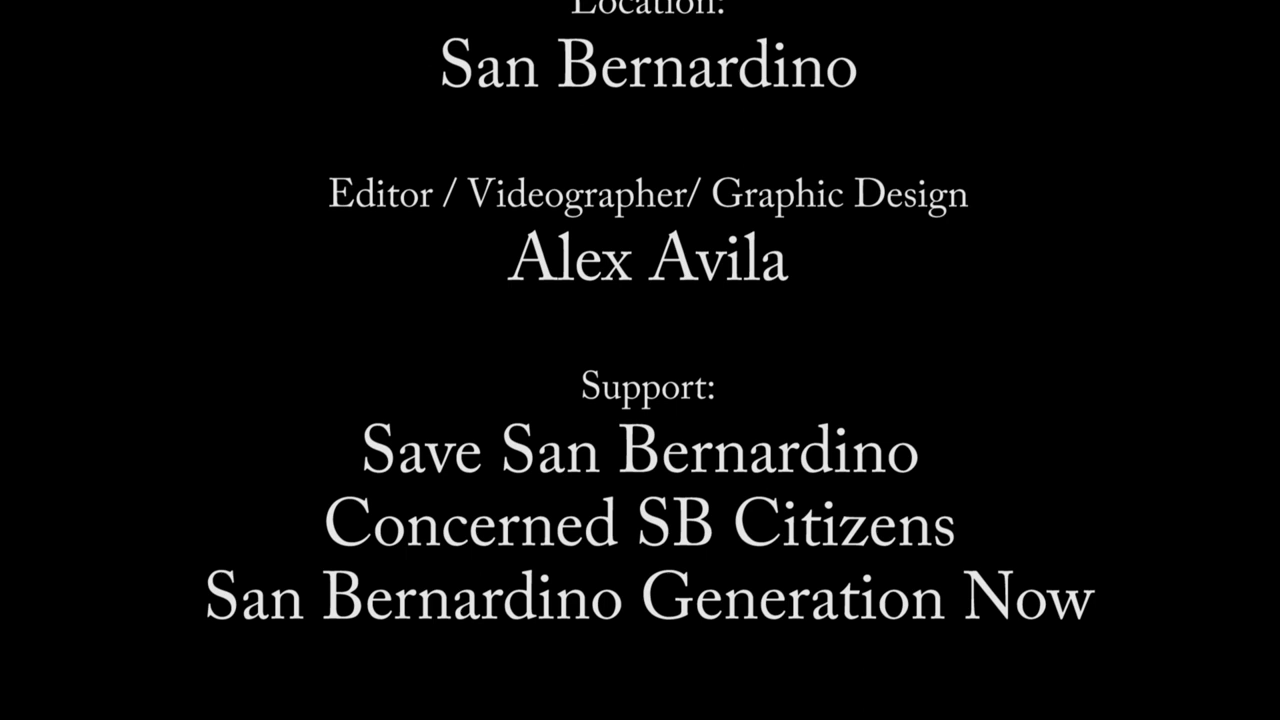 Location:
San Bernardino
Editor / Videographer/ Graphic Design
Alex Avila
Support:
Save San Bernardino
Concerned SB Citizens
San Bernardino Generation Now